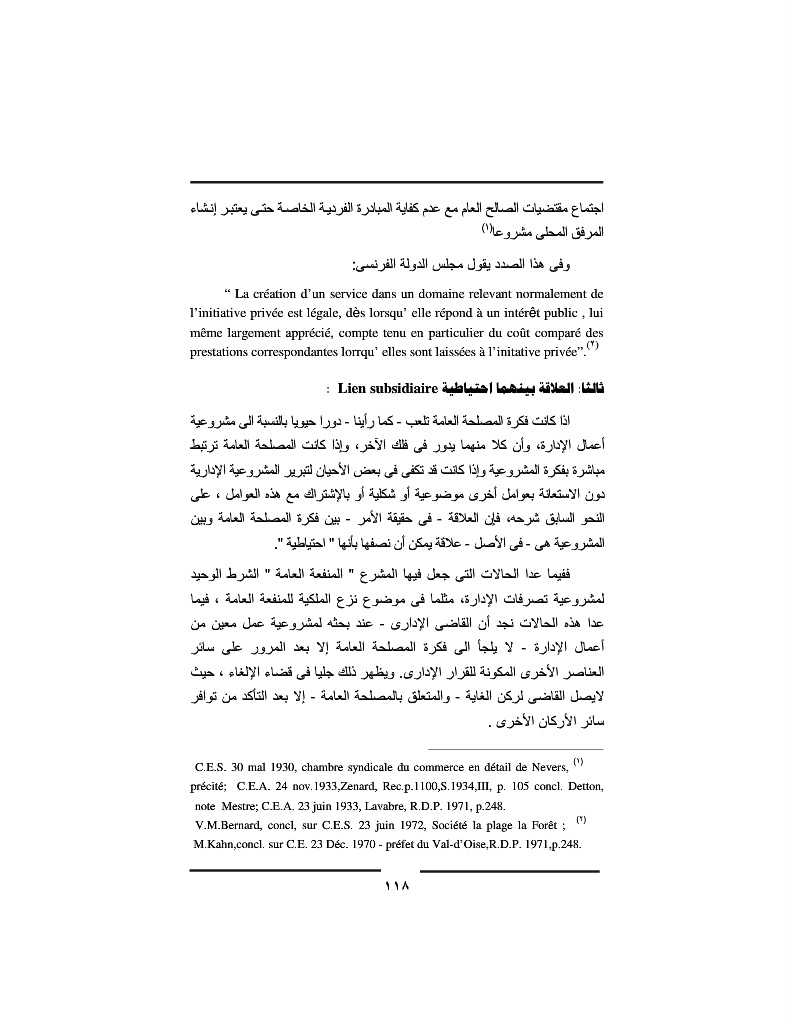 اجتماع مقتضيات الصالح العام مع عدم كفاية المبادرة الفردية الخاصة حتى يعتبر إنشاء
المرفق المحلى مشروعا(١)
وفى هذا الصدد يقول مجلس الدولة الفرنسى:
“ La création d’un service dans un domaine relevant normalement de
l’initiative privée est légale, dès lorsqu’ elle répond à un intérêt public , lui
même largement apprécié, compte tenu en particulier du coût comparé des
prestations correspondantes lorrqu’ elles sont laissées à l’initative privée”.(٢)
ثالثا: العلاقة بينهما احتياطية Lien subsidiaire :
اذا كانت فكرة المصلحة العامة تلعب - كما رأينا - دورا حيويا بالنسبة الى مشروعية
أعمال الإدارة، وأن كلا منهما يدور فى فلك الآخر، وإذا كانت المصلحة العامة ترتبط
مباشرة بفكرة المشروعية وإذا كانت قد تكفى فى بعض الأحيان لتبرير المشروعية الإدارية
دون الاستعانة بعوامل أخرى موضوعية أو شكلية أو بالإشتراك مع هذه العوامل ، على
النحو السابق شرحه، فإن العلاقة - فى حقيقة الأمر - بين فكرة المصلحة العامة وبين
المشروعية هى - فى الأصل - علاقة يمكن أن نصفها بأنها " احتياطية ".
ففيما عدا الحالات التى جعل فيها المشرع " المنفعة العامة " الشرط الوحيد
لمشروعية تصرفات الإدارة، مثلما فى موضوع نزع الملكية للمنفعة العامة ، فيما
عدا هذه الحالات نجد أن القاضى الإدارى - عند بحثه لمشروعية عمل معين من
أعمال الإدارة - لا يلجأ الى فكرة المصلحة العامة إلا بعد المرور على سائر
العناصر الأخرى المكونة للقرار الإدارى. ويظهر ذلك جليا فى قضاء الإلغاء ، حيث
لايصل القاضى لركن الغاية - والمتعلق بالمصلحة العامة - إلا بعد التأكد من توافر
سائر الأركان الأخرى .
C.E.S. 30 mal 1930, chambre syndicale du commerce en détail de Nevers, (١)
précité; C.E.A. 24 nov.1933,Zenard, Rec.p.1100,S.1934,III, p. 105 concl. Detton,
note Mestre; C.E.A. 23 juin 1933, Lavabre, R.D.P. 1971, p.248.
V.M.Bernard, concl, sur C.E.S. 23 juin 1972, Société la plage la Forêt ; (٢)
M.Kahn,concl. sur C.E. 23 Déc. 1970 - préfet du Val-d’Oise,R.D.P. 1971,p.248.
١١٨